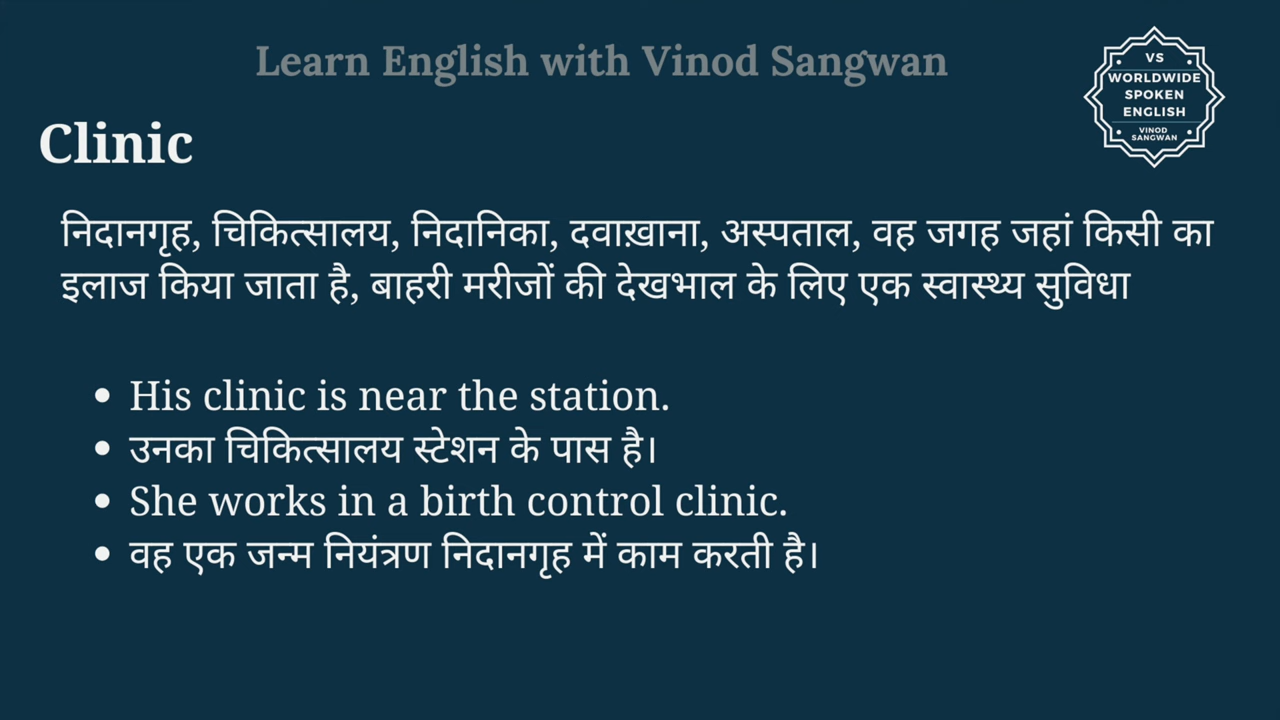 Learn English with Vinod Sangwan
VS
WORLDWIDE
SPOKEN
ENGLISH
VINOD
SANGWAN
Clinic
निदानगृह, चिकित्सालय, निदानिका, दवाख़ाना, अस्पताल, वह जगह जहां किसी का
इलाज किया जाता है, बाहरी मरीजों की देखभाल के लिए एक स्वास्थ्य सुविधा
• His clinic is near the station.
• उनका चिकित्सालय स्टेशन के पास है।
• She works in a birth control clinic.
• वह एक जन्म नियंत्रण निदानगृह में काम करती है।